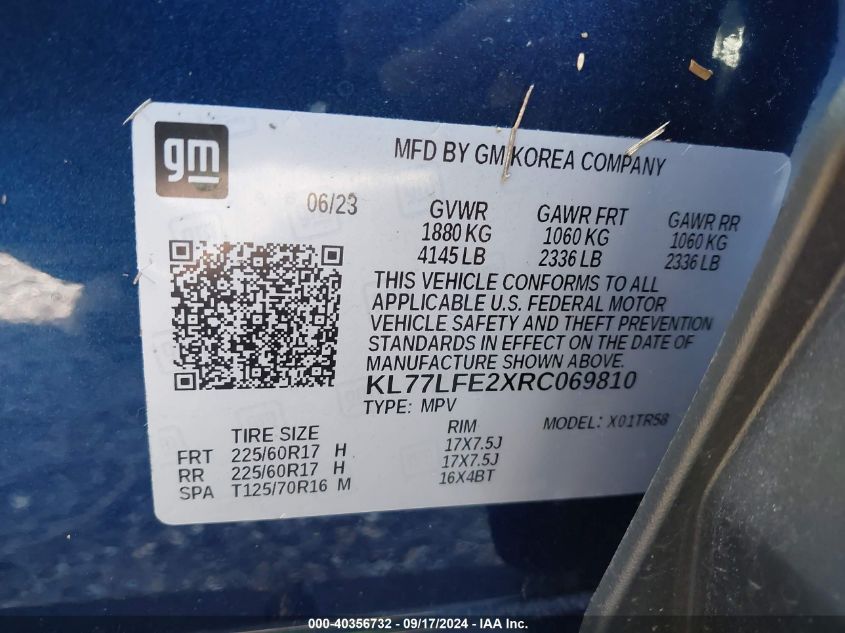 gm
MFD BY GM KOREA COMPANY
06/23
GVWR GAWR FRT GAWR RR
1880 KG 1060 KG 1060 KG
4145 LB 2336 LB 2336 LB
THIS VEHICLE CONFORMS TO ALL
APPLICABLE U.S. FEDERAL MOTOR
VEHICLE SAFETY AND THEFT PREVENTION
STANDARDS IN EFFECT ON THE DATE OF
MANUFACTURE SHOWN ABOVE.
KL77LFE2XRC069810
TYPE: MPV MODEL: X01TR58
TIRE SIZE RIM
FRT 225/60R17 H 17X7.5J
RR 225/60R17 H 17X7.5J
SPA T125/70R16 M 16X4BT
000-40356732 - 09/17/2024 - IAA Inc.